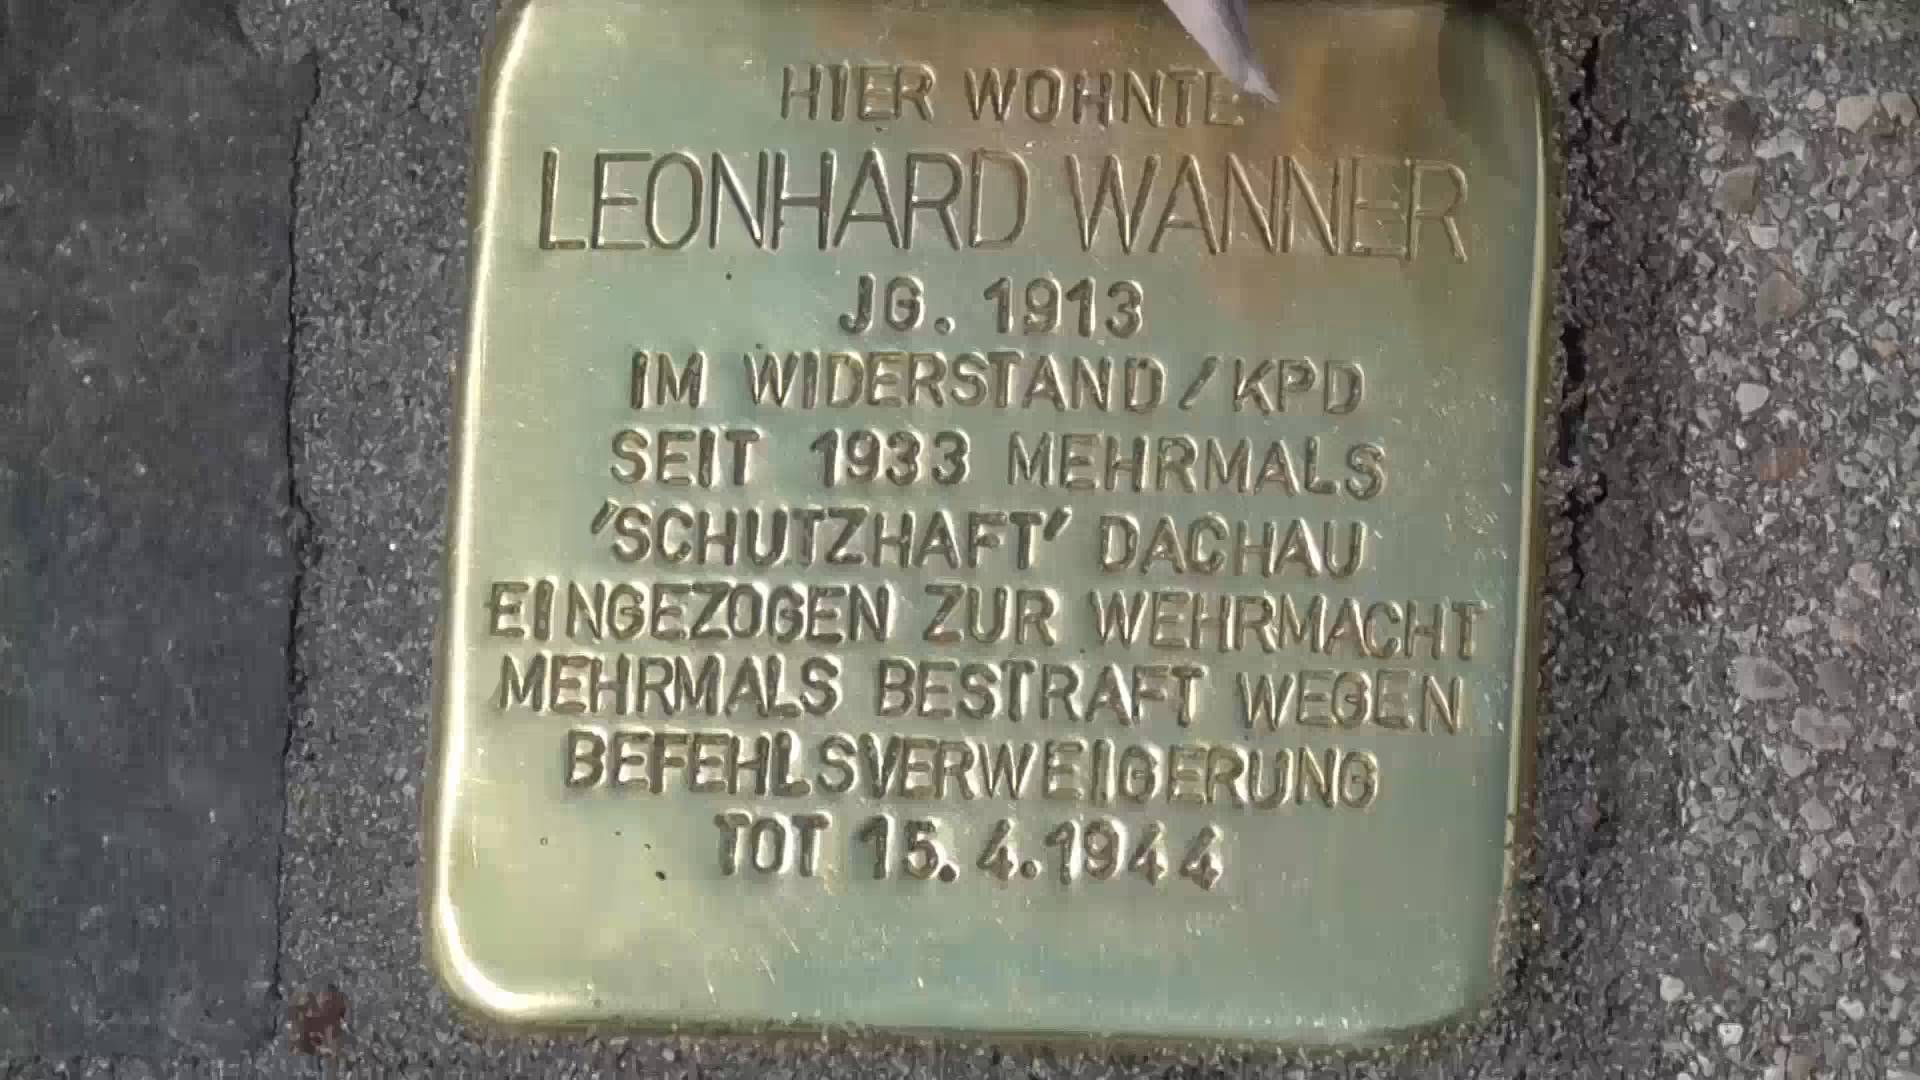 HIER WOHNTE
LEONHARD WANNER
JG. 1913
IM WIDERSTAND / KPD
SEIT 1933 MEHRMALS
'SCHUTZHAFT' DACHAU
EINGEZOGEN ZUR WEHRMACHT
MEHRMALS BESTRAFT WEGEN
BEFEHLSVERWEIGERUNG
TOT 15.4.1944